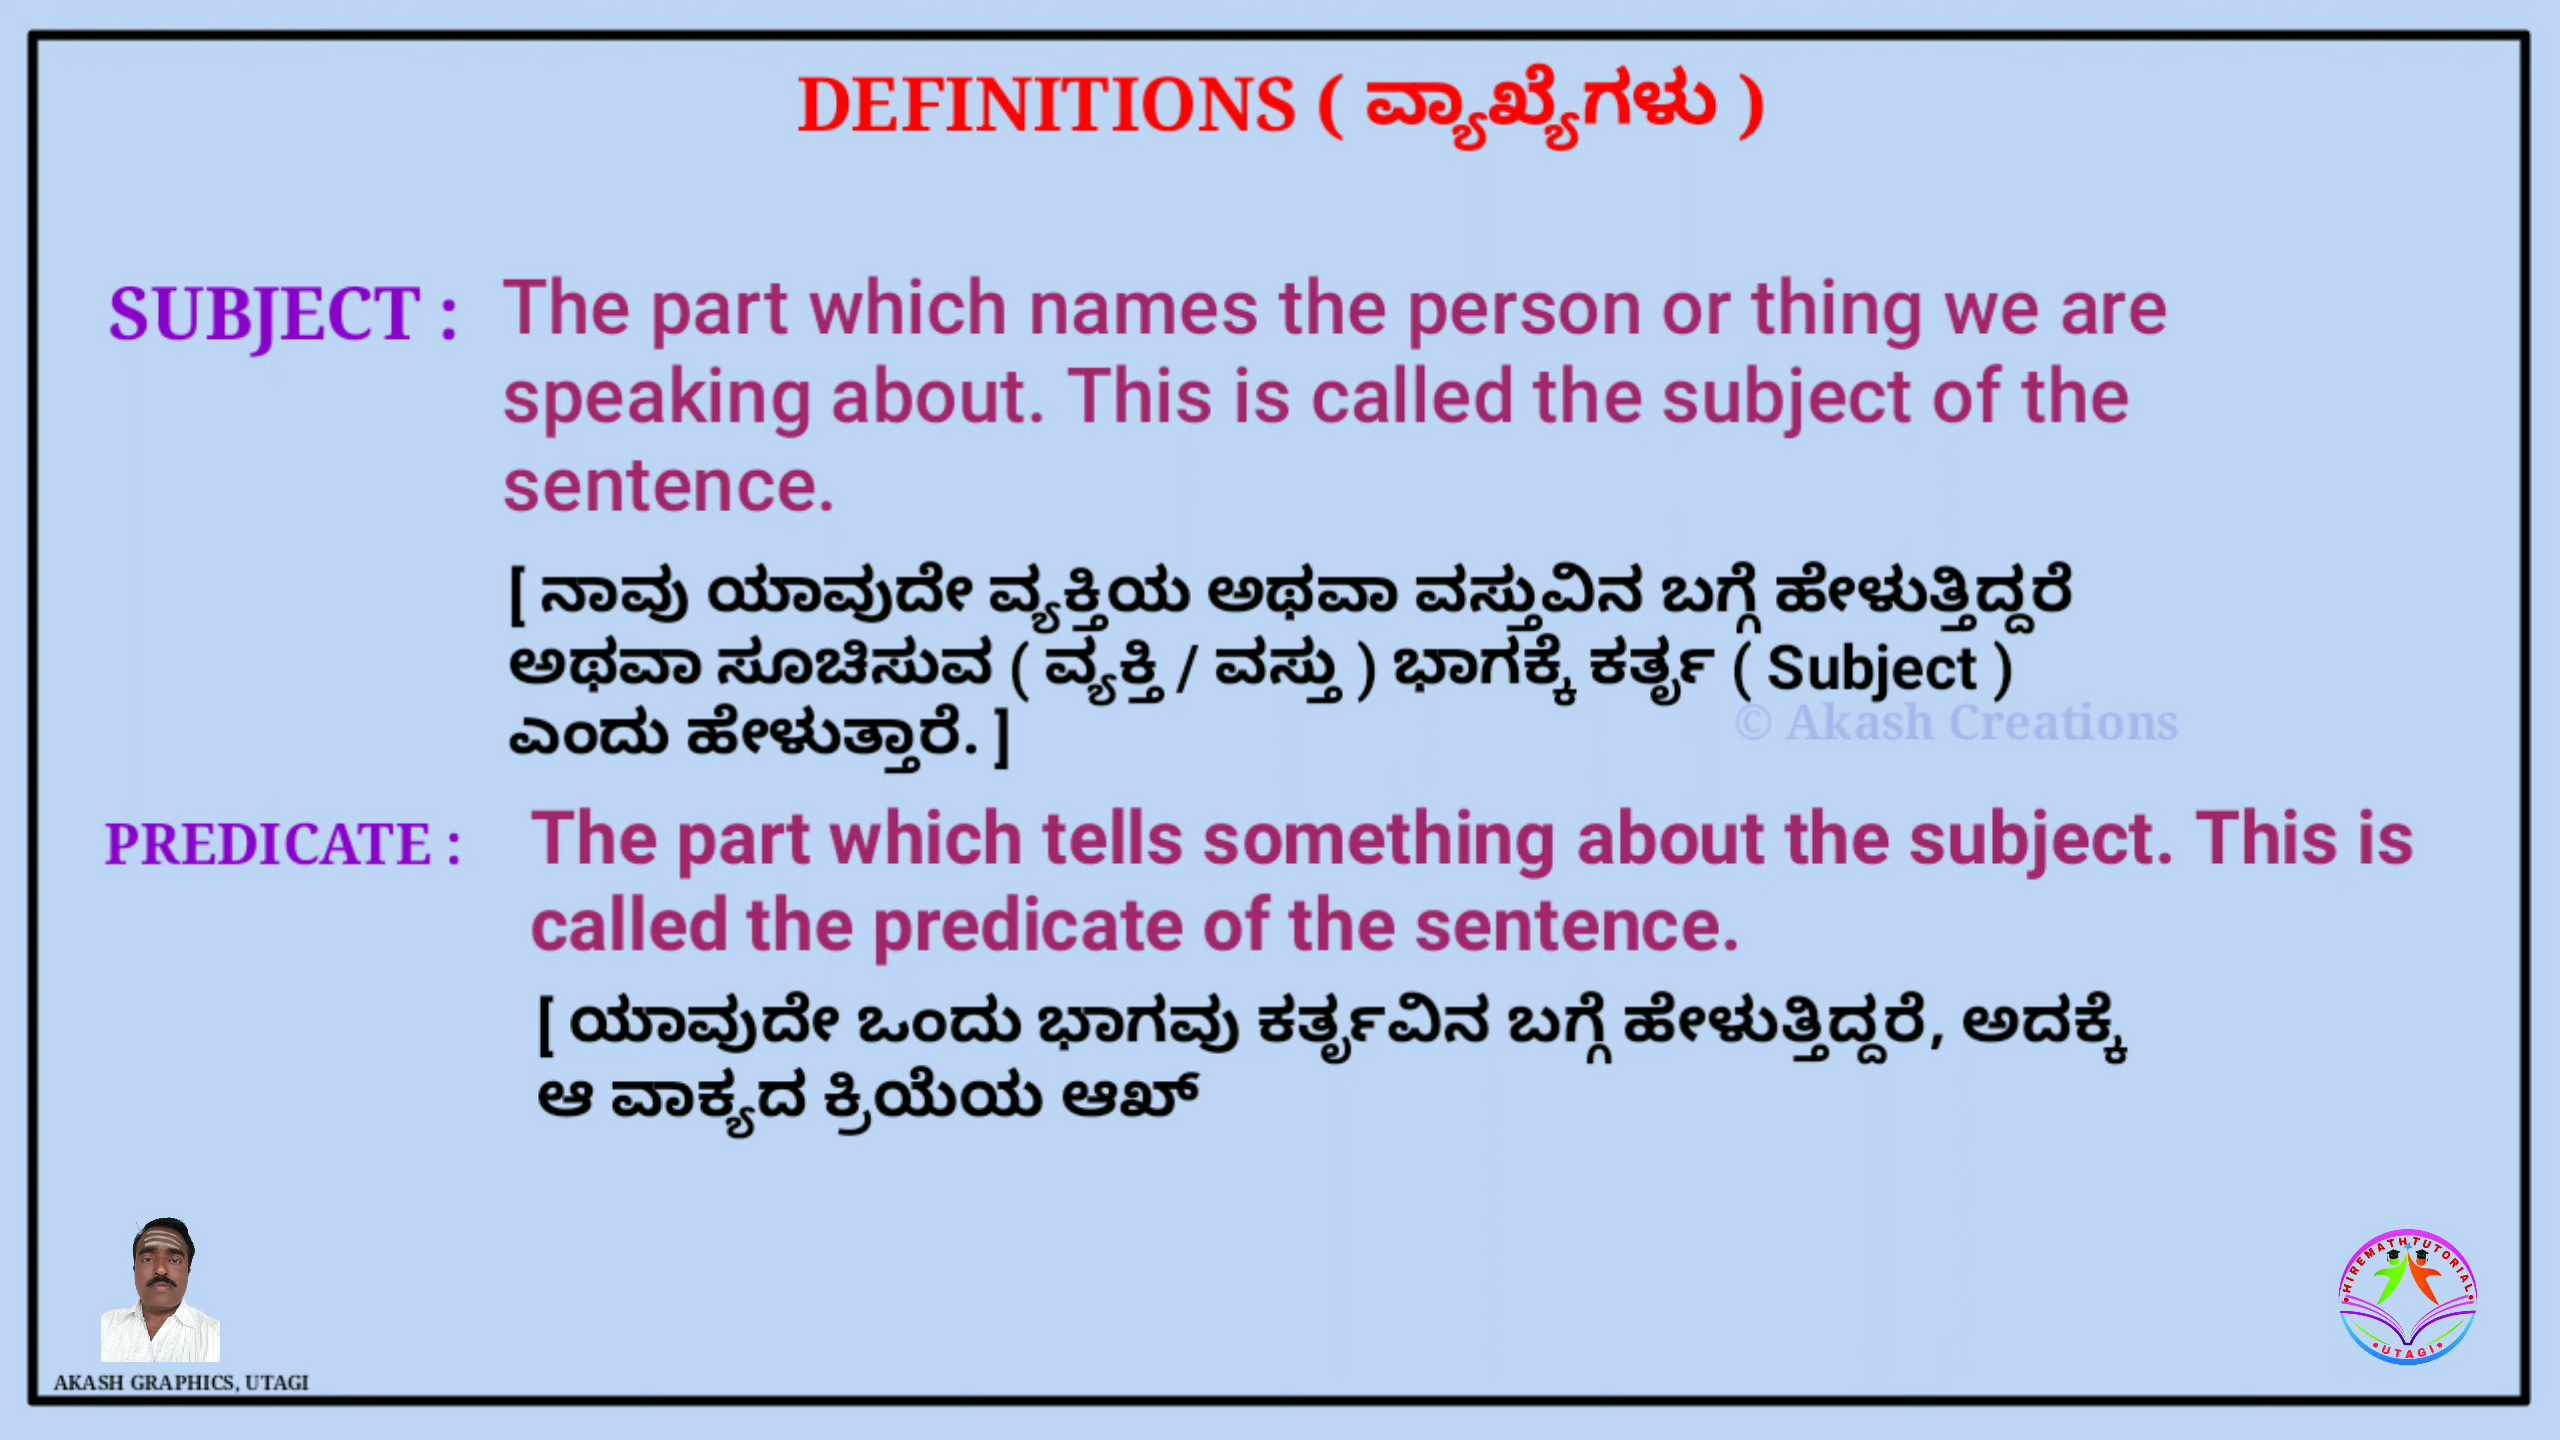 DEFINITIONS ( ವ್ಯಾಖ್ಯೆಗಳು )
SUBJECT : The part which names the person or thing we are
speaking about. This is called the subject of the
sentence.
[ ನಾವು ಯಾವುದೇ ವ್ಯಕ್ತಿಯ ಅಥವಾ ವಸ್ತುವಿನ ಬಗ್ಗೆ ಹೇಳುತ್ತಿದ್ದರೆ
ಅಥವಾ ಸೂಚಿಸುವ ( ವ್ಯಕ್ತಿ / ವಸ್ತು ) ಭಾಗಕ್ಕೆ ಕರ್ತೃ ( Subject )
ಎಂದು ಹೇಳುತ್ತಾರೆ. ]
© Akash Creations
PREDICATE : The part which tells something about the subject. This is
called the predicate of the sentence.
[ ಯಾವುದೇ ಒಂದು ಭಾಗವು ಕರ್ತೃವಿನ ಬಗ್ಗೆ ಹೇಳುತ್ತಿದ್ದರೆ, ಅದಕ್ಕೆ
ಆ ವಾಕ್ಯದ ಕ್ರಿಯೆಯ ಆಖ್
AKASH GRAPHICS, UTAGI
HIREMATH TUTORIAL
UTAGI